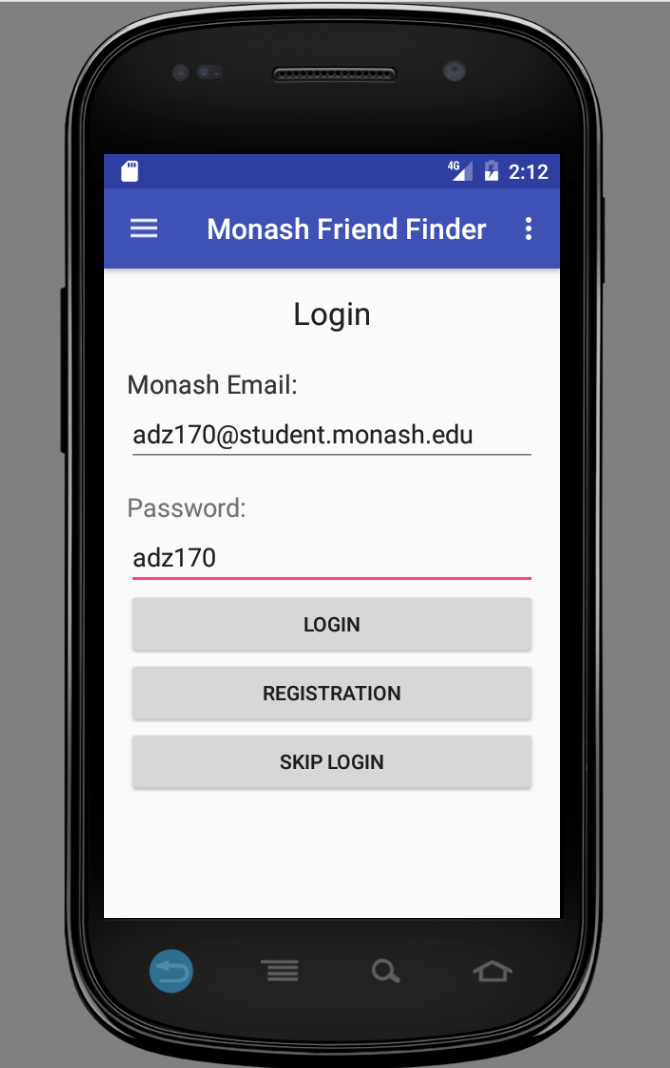 4G 2:12
Monash Friend Finder
Login
Monash Email:
adz170@student.monash.edu
Password:
adz170
LOGIN
REGISTRATION
SKIP LOGIN